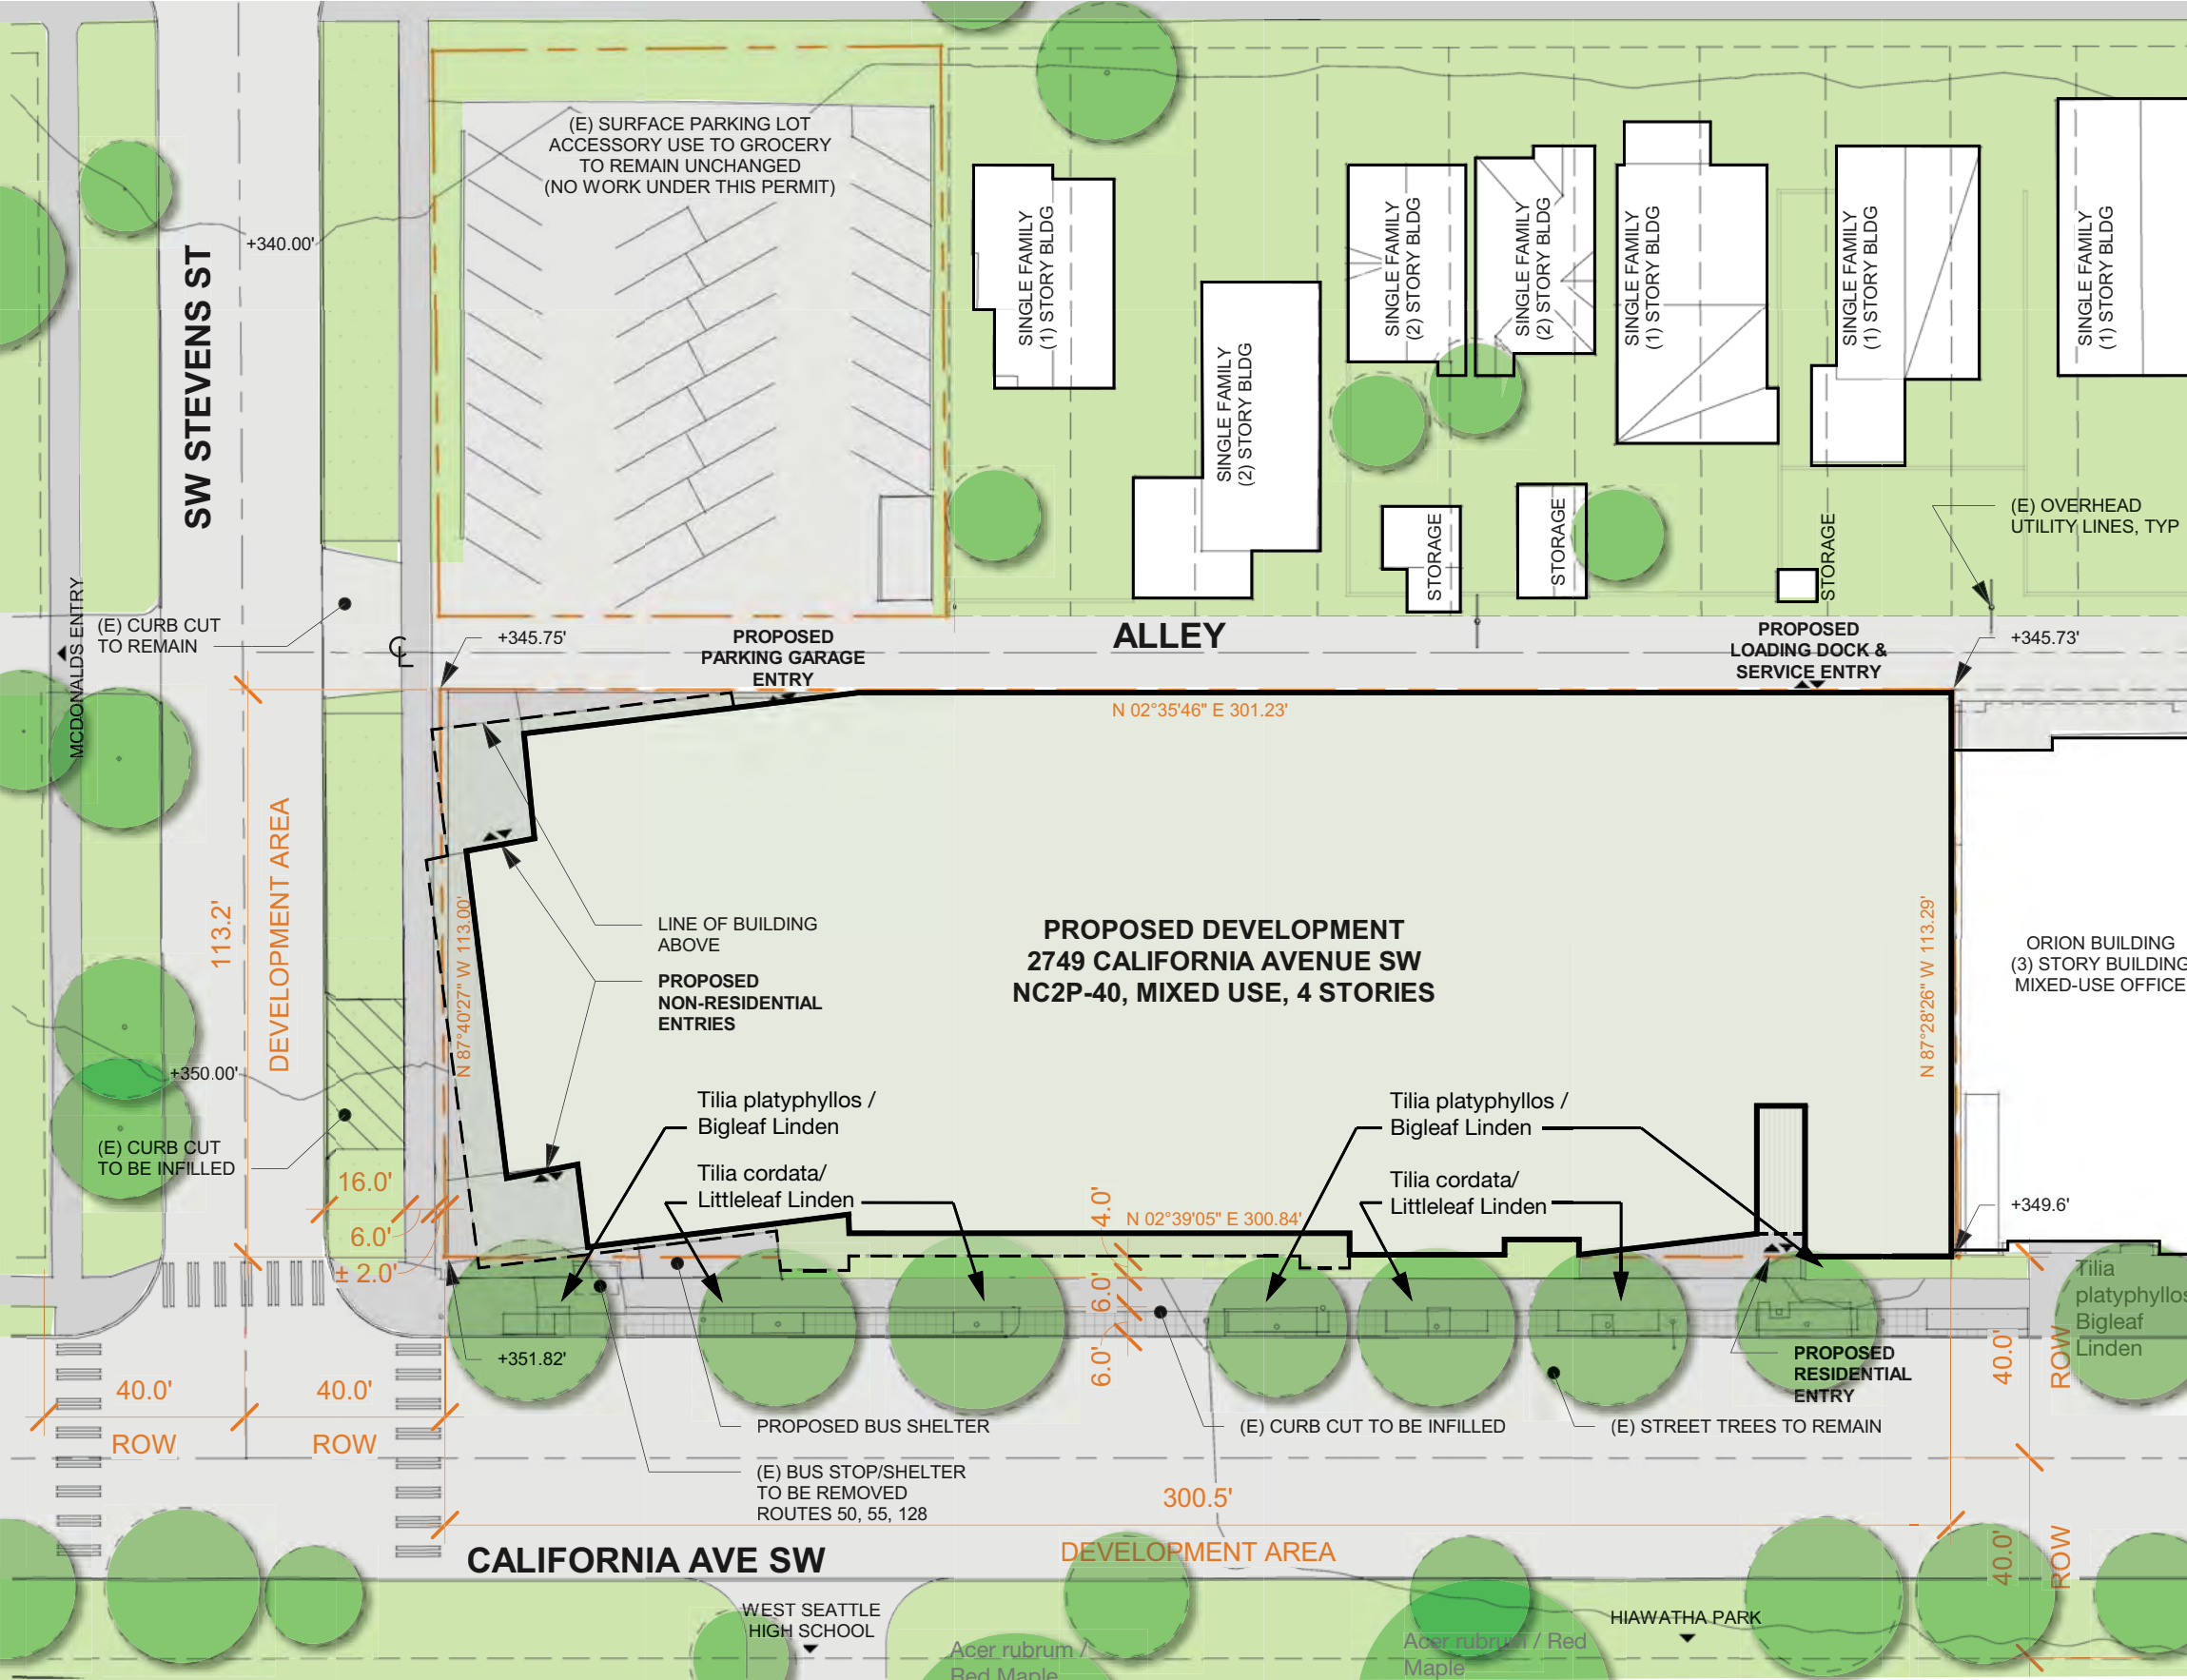 (E) SURFACE PARKING LOT
ACCESSORY USE TO GROCERY
TO REMAIN UNCHANGED
(NO WORK UNDER THIS PERMIT)
+340.00'
SW STEVENS ST
SINGLE FAMILY
(1) STORY BLDG
SINGLE FAMILY
(2) STORY BLDG
SINGLE FAMILY
(2) STORY BLDG
SINGLE FAMILY
(2) STORY BLDG
SINGLE FAMILY
(1) STORY BLDG
SINGLE FAMILY
(1) STORY BLDG
SINGLE FAMILY
(1) STORY BLDG
STORAGE
STORAGE
STORAGE
(E) OVERHEAD
UTILITY LINES, TYP
MCDONALDS ENTRY
(E) CURB CUT
TO REMAIN
CL
+345.75'
PROPOSED
PARKING GARAGE
ENTRY
ALLEY
PROPOSED
LOADING DOCK &
SERVICE ENTRY
+345.73'
N 02°35'46" E 301.23'
113.2'
DEVELOPMENT AREA
N 87°40'27" W 113.00'
LINE OF BUILDING
ABOVE
PROPOSED
NON-RESIDENTIAL
ENTRIES
PROPOSED DEVELOPMENT
2749 CALIFORNIA AVENUE SW
NC2P-40, MIXED USE, 4 STORIES
N 87°28'26" W 113.29'
ORION BUILDING
(3) STORY BUILDING
MIXED-USE OFFICE
+350.00'
(E) CURB CUT
TO BE INFILLED
16.0'
6.0'
± 2.0'
Tilia platyphyllos /
Bigleaf Linden
Tilia cordata/
Littleleaf Linden
Tilia platyphyllos /
Bigleaf Linden
Tilia cordata/
Littleleaf Linden
4.0'
N 02°39'05" E 300.84'
6.0'
6.0'
+349.6'
Tilia
platyphyllos
Bigleaf
Linden
+351.82'
40.0'
ROW
40.0'
ROW
PROPOSED BUS SHELTER
(E) BUS STOP/SHELTER
TO BE REMOVED
ROUTES 50, 55, 128
(E) CURB CUT TO BE INFILLED
(E) STREET TREES TO REMAIN
PROPOSED
RESIDENTIAL
ENTRY
40.0'
ROW
300.5'
DEVELOPMENT AREA
CALIFORNIA AVE SW
40.0'
ROW
WEST SEATTLE
HIGH SCHOOL
HIAWATHA PARK
Acer rubrum /
Red Maple
Acer rubrum / Red
Maple